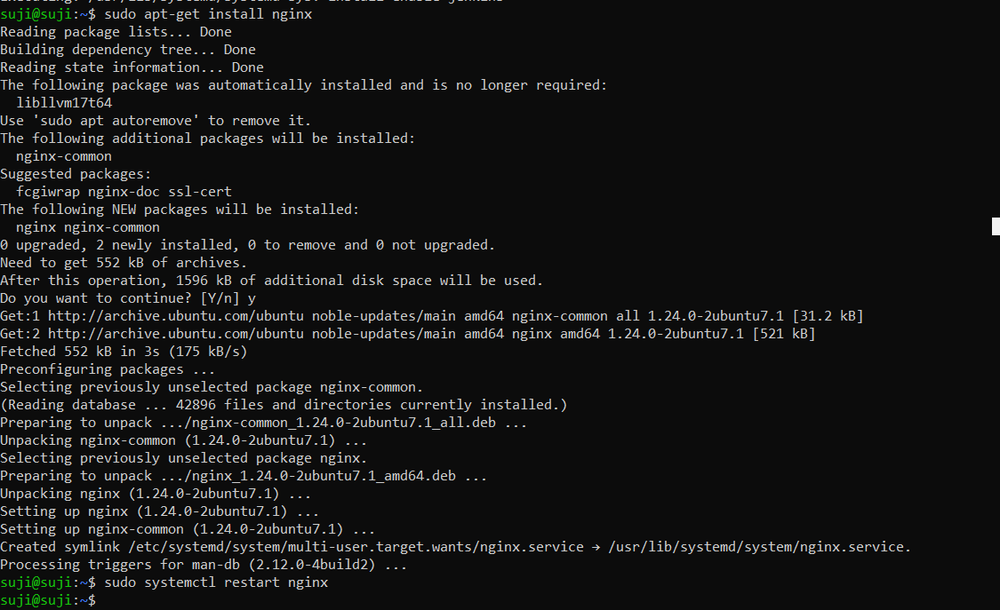 suji@suji:~$ sudo apt-get install nginx
Reading package lists... Done
Building dependency tree... Done
Reading state information... Done
The following package was automatically installed and is no longer required:
  libllvm17t64
Use 'sudo apt autoremove' to remove it.
The following additional packages will be installed:
  nginx-common
Suggested packages:
  fcgiwrap nginx-doc ssl-cert
The following NEW packages will be installed:
  nginx nginx-common
0 upgraded, 2 newly installed, 0 to remove and 0 not upgraded.
Need to get 552 kB of archives.
After this operation, 1596 kB of additional disk space will be used.
Do you want to continue? [Y/n] y
Get:1 http://archive.ubuntu.com/ubuntu noble-updates/main amd64 nginx-common all 1.24.0-2ubuntu7.1 [31.2 kB]
Get:2 http://archive.ubuntu.com/ubuntu noble-updates/main amd64 nginx amd64 1.24.0-2ubuntu7.1 [521 kB]
Fetched 552 kB in 3s (175 kB/s)
Preconfiguring packages ...
Selecting previously unselected package nginx-common.
(Reading database ... 42896 files and directories currently installed.)
Preparing to unpack .../nginx-common_1.24.0-2ubuntu7.1_all.deb ...
Unpacking nginx-common (1.24.0-2ubuntu7.1) ...
Selecting previously unselected package nginx.
Preparing to unpack .../nginx_1.24.0-2ubuntu7.1_amd64.deb ...
Unpacking nginx (1.24.0-2ubuntu7.1) ...
Setting up nginx (1.24.0-2ubuntu7.1) ...
Setting up nginx-common (1.24.0-2ubuntu7.1) ...
Created symlink /etc/systemd/system/multi-user.target.wants/nginx.service → /usr/lib/systemd/system/nginx.service.
Processing triggers for man-db (2.12.0-4build2) ...
suji@suji:~$ sudo systemctl restart nginx
suji@suji:~$